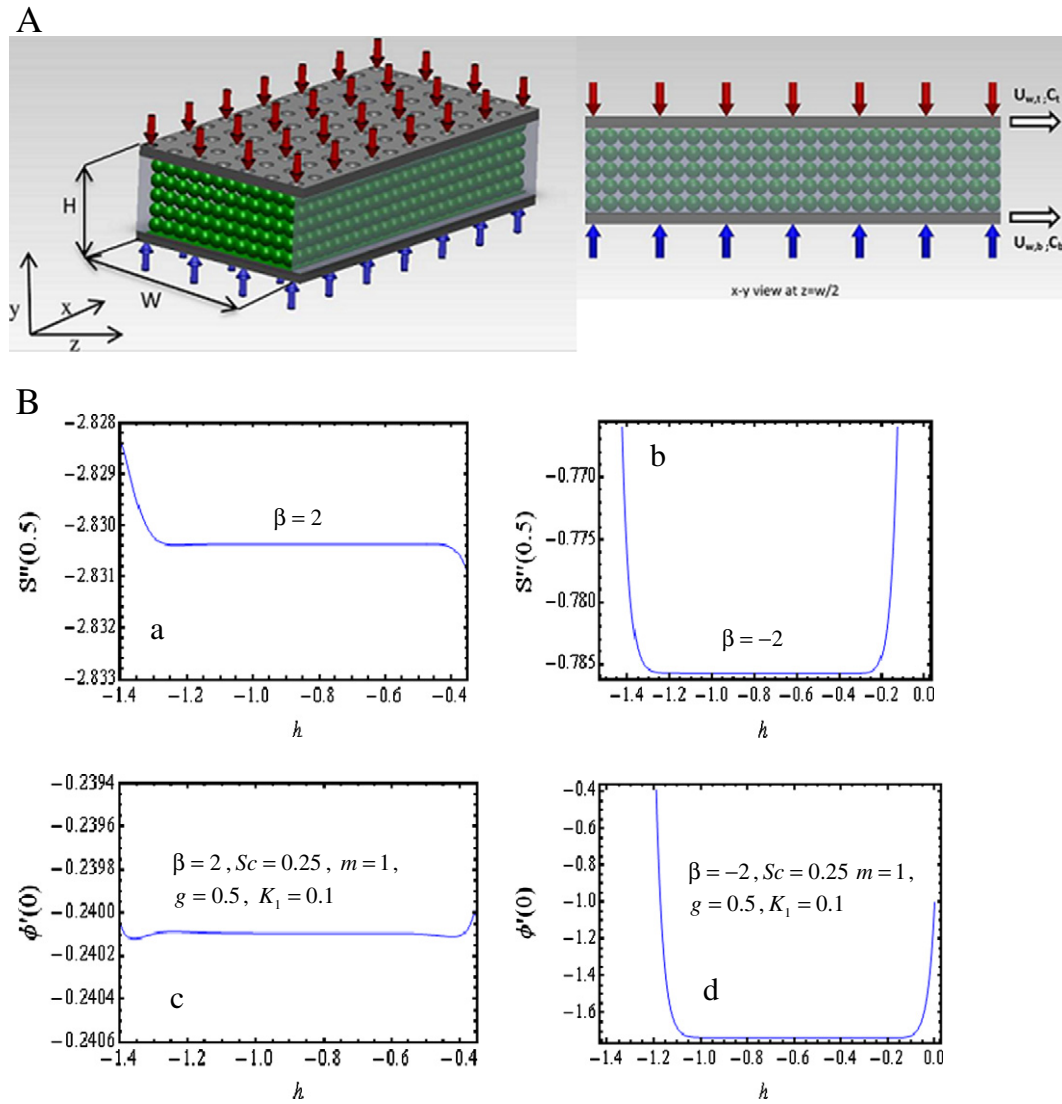 A
H
W
y
x
z
U_w,t ; C_t
U_w,b ; C_b
x-y view at z=w/2
B
−2.828
−2.829
−2.830
−2.831
−2.832
−2.833
S''(0.5)
β = 2
a
−1.4 −1.2 −1.0 −0.8 −0.6 −0.4
h
−0.770
−0.775
−0.780
−0.785
S''(0.5)
b
β = −2
−1.4 −1.2 −1.0 −0.8 −0.6 −0.4 −0.2 0.0
h
−0.2394
−0.2396
−0.2398
−0.2400
−0.2402
−0.2404
−0.2406
ϕ'(0)
β = 2 , Sc = 0.25 , m = 1,
g = 0.5, K₁ = 0.1
c
−1.4 −1.2 −1.0 −0.8 −0.6 −0.4
h
−0.4
−0.6
−0.8
−1.0
−1.2
−1.4
−1.6
ϕ'(0)
β = −2, Sc = 0.25 m = 1,
g = 0.5, K₁ = 0.1
d
−1.4 −1.2 −1.0 −0.8 −0.6 −0.4 −0.2 0.0
h